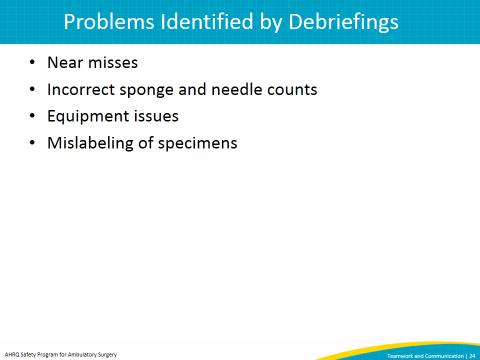 Problems Identified by Debriefings
• Near misses
• Incorrect sponge and needle counts
• Equipment issues
• Mislabeling of specimens
AHRQ Safety Program for Ambulatory Surgery
Teamwork and Communication | 24